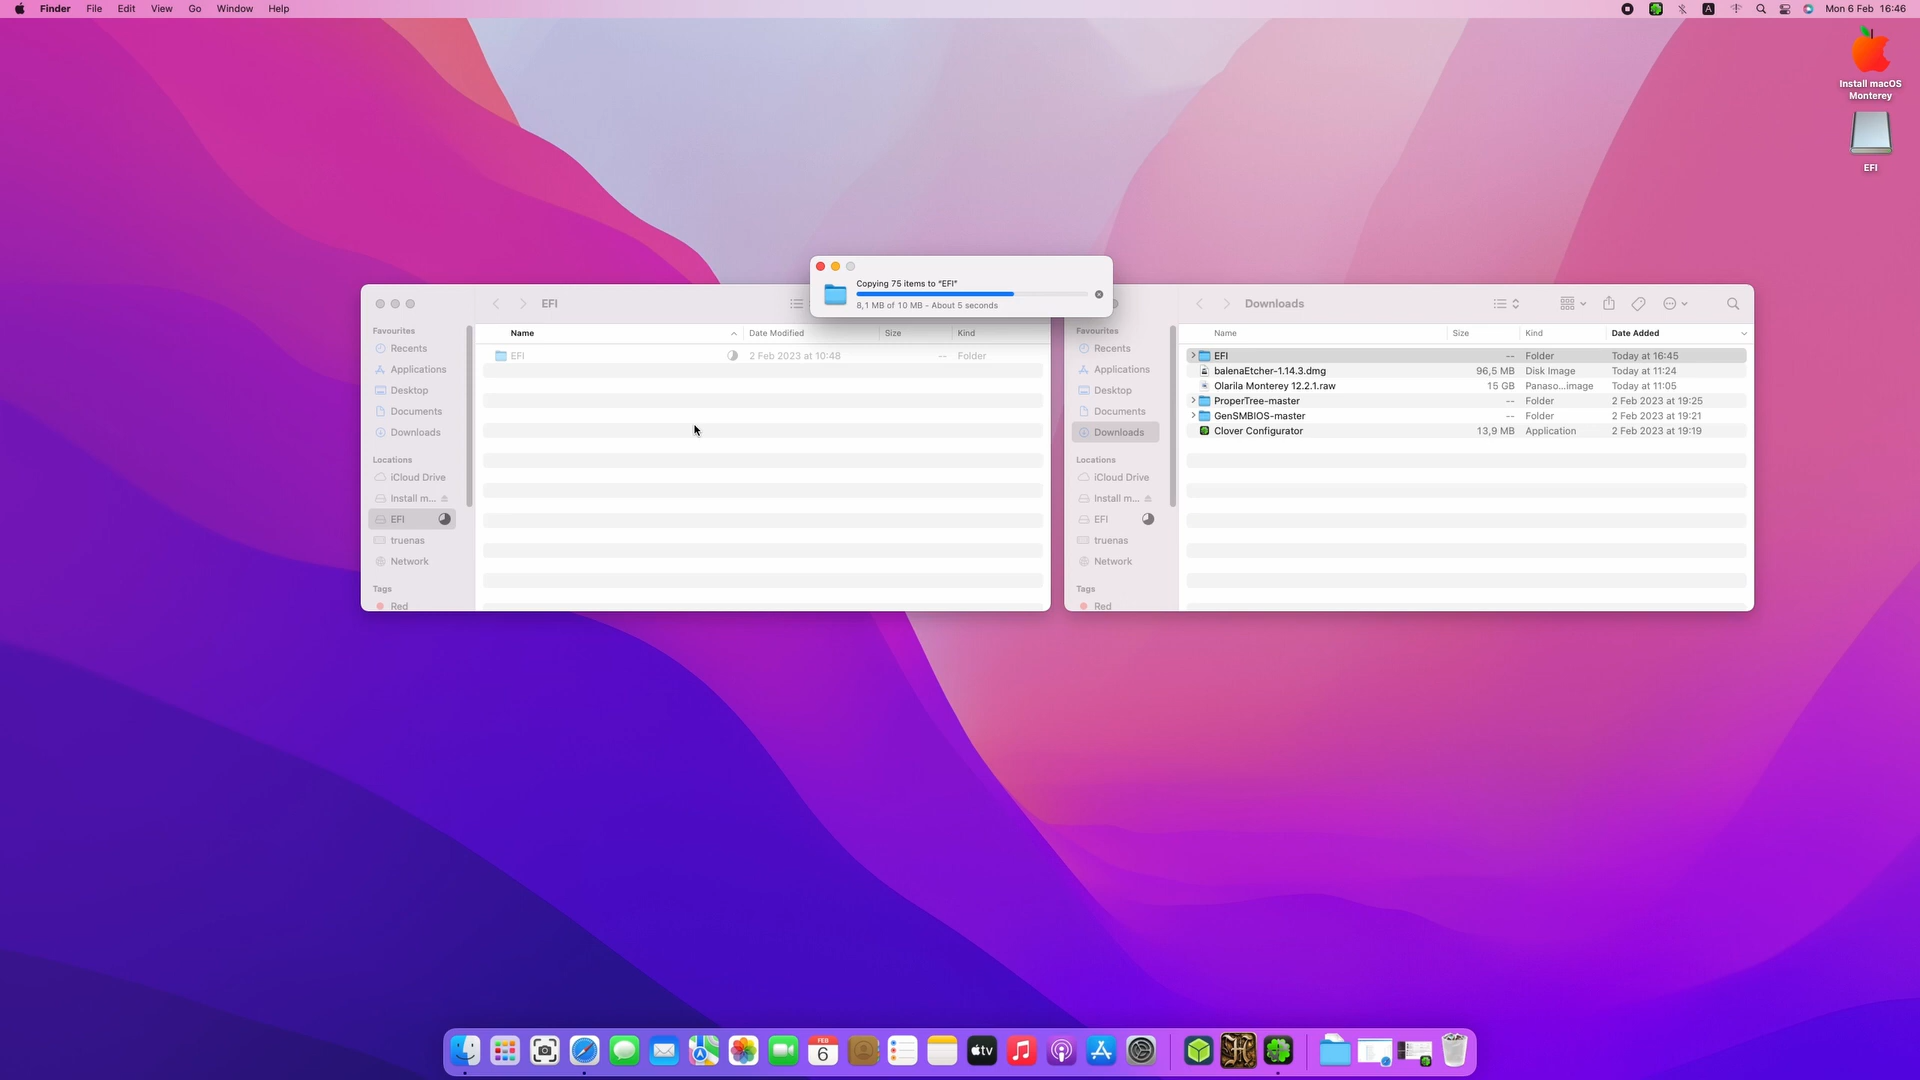 Finder File Edit View Go Window Help
A Mon 6 Feb 16:46
Install macOS
Monterey
EFI
Copying 75 items to "EFI"
8,1 MB of 10 MB - About 5 seconds
EFI
Favourites
Recents
Applications
Desktop
Documents
Downloads
Locations
iCloud Drive
Install m...
EFI
truenas
Network
Tags
Red
Name Date Modified Size Kind
EFI 2 Feb 2023 at 10:48 -- Folder
Downloads
Favourites
Recents
Applications
Desktop
Documents
Downloads
Locations
iCloud Drive
Install m...
EFI
truenas
Network
Tags
Red
Name Size Kind Date Added
EFI -- Folder Today at 16:45
balenaEtcher-1.14.3.dmg 96,5 MB Disk Image Today at 11:24
Olarila Monterey 12.2.1.raw 15 GB Panaso...image Today at 11:05
ProperTree-master -- Folder 2 Feb 2023 at 19:25
GenSMBIOS-master -- Folder 2 Feb 2023 at 19:21
Clover Configurator 13,9 MB Application 2 Feb 2023 at 19:19
FEB
6
tv